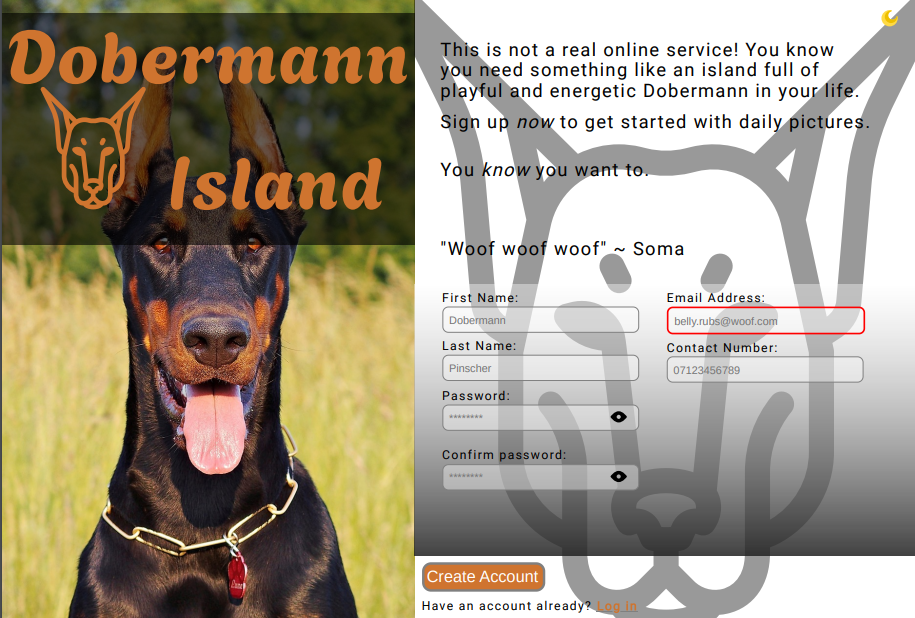 Dobermann
Island
This is not a real online service! You know
you need something like an island full of
playful and energetic Dobermann in your life.
Sign up now to get started with daily pictures.
You know you want to.
"Woof woof woof" ~ Soma
First Name:
Dobermann
Last Name:
Pinscher
Password:
********
Confirm password:
********
Email Address:
belly.rubs@woof.com
Contact Number:
07123456789
Create Account
Have an account already? Log in